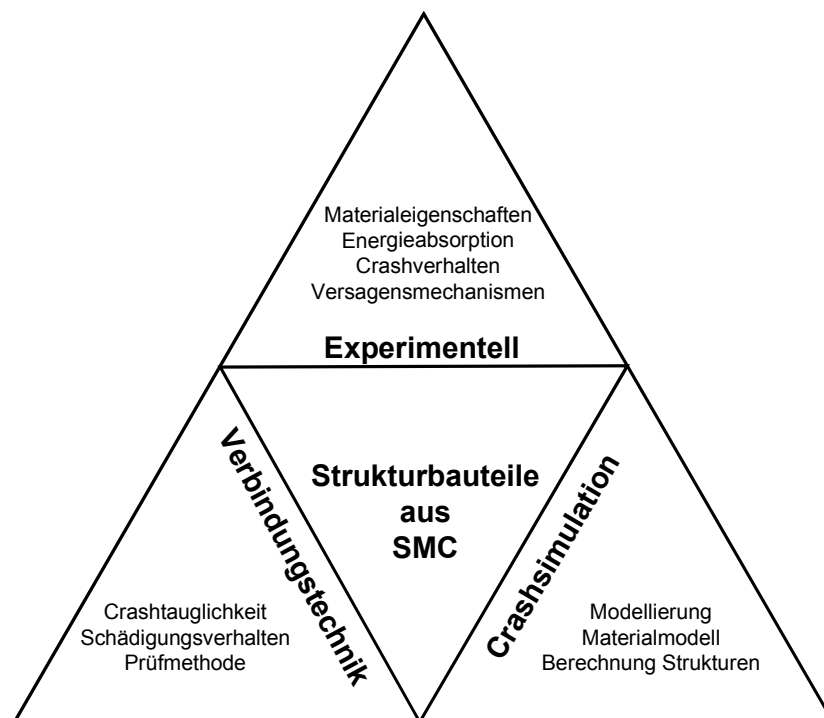 Materialeigenschaften
Energieabsorption
Crashverhalten
Versagensmechanismen
Experimentell
Verbindungstechnik
Strukturbauteile
aus
SMC
Crashsimulation
Crashtauglichkeit
Schädigungsverhalten
Prüfmethode
Modellierung
Materialmodell
Berechnung Strukturen